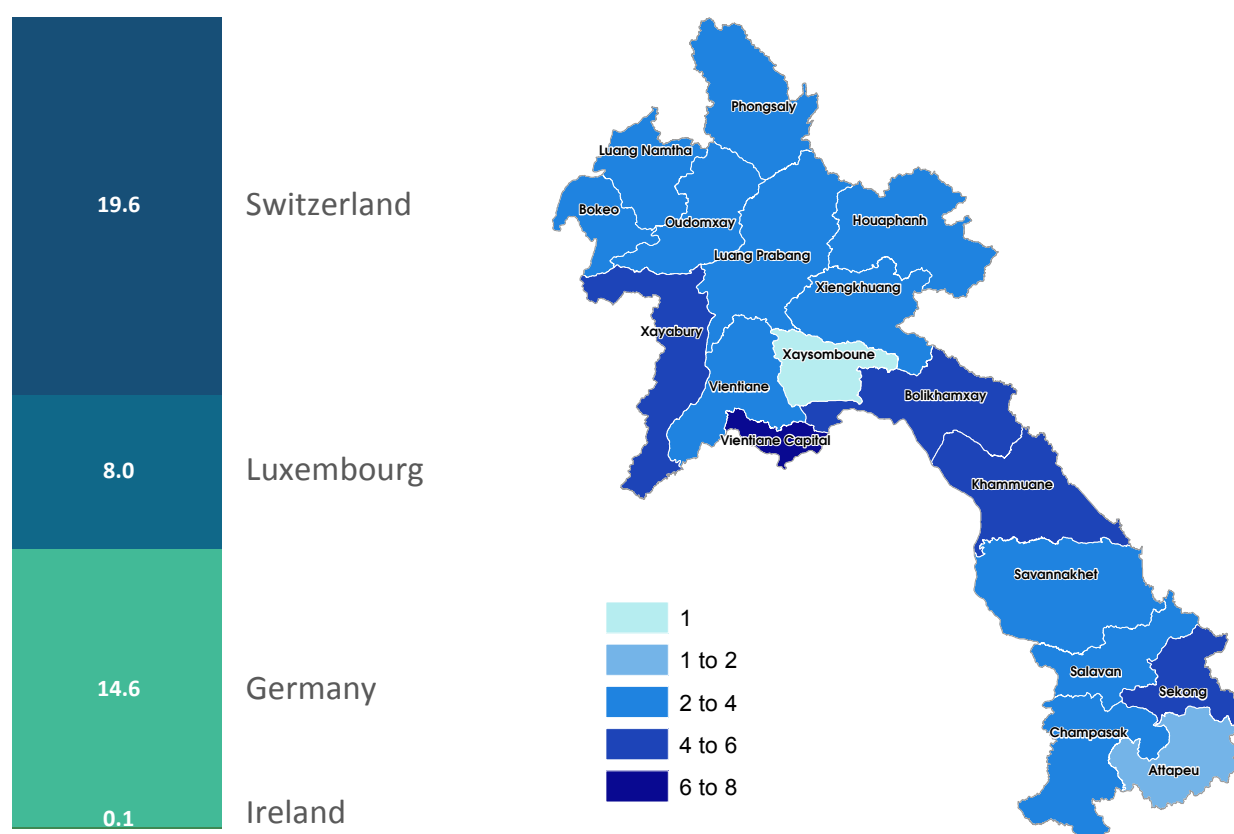 19.6
Switzerland
8.0
Luxembourg
14.6
Germany
0.1
Ireland
Phongsaly
Luang Namtha
Bokeo
Oudomxay
Houaphanh
Luang Prabang
Xiengkhuang
Xayabury
Xaysomboune
Vientiane
Bolikhamxay
Vientiane Capital
Khammuane
Savannakhet
Salavan
Sekong
Champasak
Attapeu
1
1 to 2
2 to 4
4 to 6
6 to 8